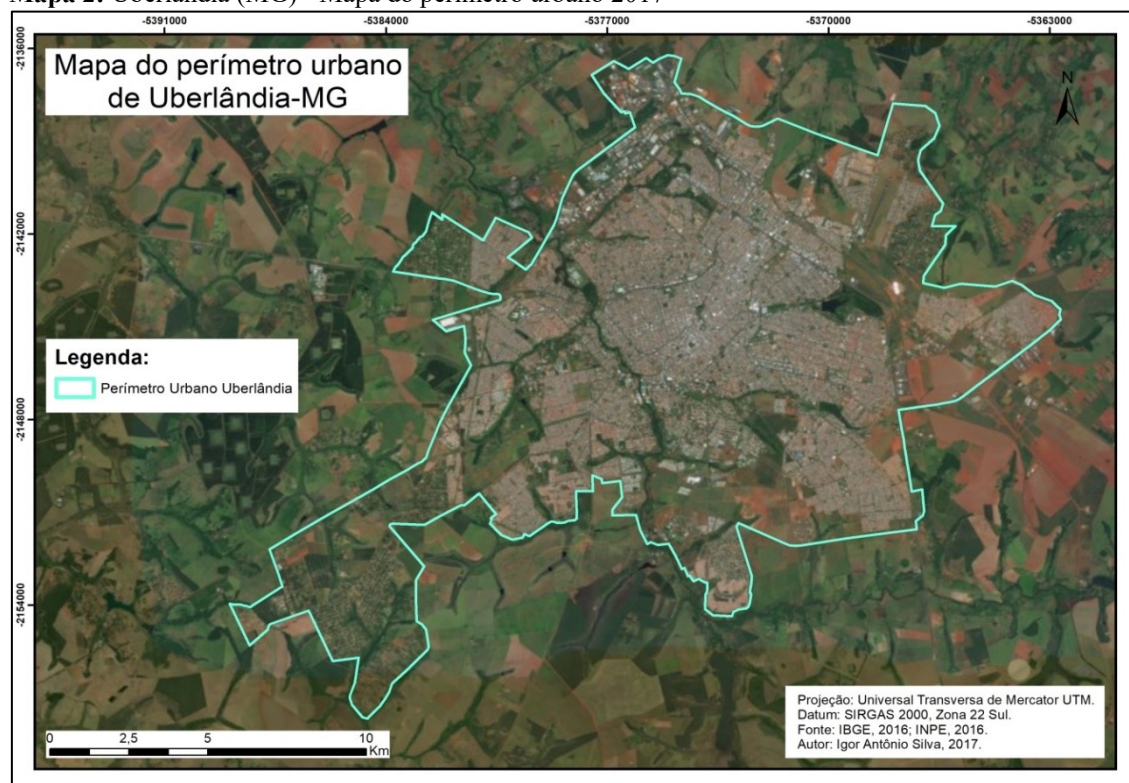 Mapa 2: Uberlândia (MG) - Mapa do perímetro urbano 2017
-5391000
-5384000
-5377000
-5370000
-5363000
-2136000
-2142000
-2148000
-2154000
Mapa do perímetro urbano
de Uberlândia-MG
N
Legenda:
Perímetro Urbano Uberlândia
0 2,5 5 10
Km
Projeção: Universal Transversa de Mercator UTM.
Datum: SIRGAS 2000, Zona 22 Sul.
Fonte: IBGE, 2016; INPE, 2016.
Autor: Igor Antônio Silva, 2017.